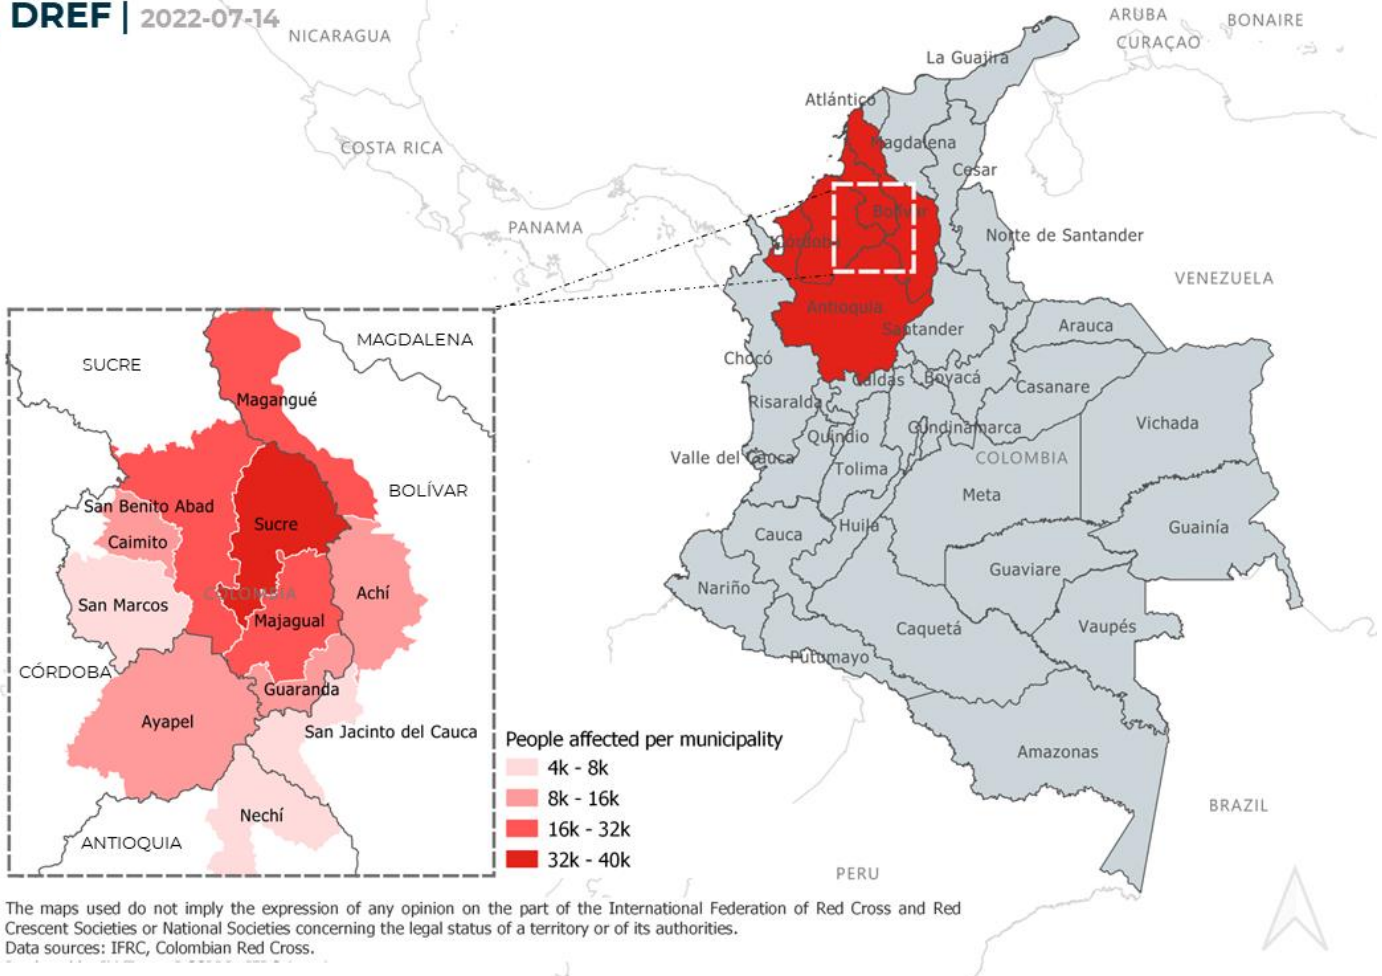 DREF | 2022-07-14
NICARAGUA
ARUBA
BONAIRE
CURAÇAO
La Guajira
Atlántico
COSTA RICA
Magdalena
Cesar
PANAMA
Bolívar
Córdoba
Norte de Santander
VENEZUELA
Antioquia
Santander
Arauca
Chocó
Caldas
Boyacá
Casanare
Risaralda
Vichada
Quindío
Cundinamarca
Valle del Cauca
COLOMBIA
Tolima
Meta
Cauca
Huila
Guainía
Guaviare
Nariño
Caquetá
Vaupés
Putumayo
Amazonas
BRAZIL
PERU
MAGDALENA
SUCRE
Magangué
BOLÍVAR
San Benito Abad
Sucre
Caimito
COLOMBIA
Achí
San Marcos
Majagual
CÓRDOBA
Guaranda
Ayapel
San Jacinto del Cauca
Nechí
ANTIOQUIA
People affected per municipality
4k - 8k
8k - 16k
16k - 32k
32k - 40k
The maps used do not imply the expression of any opinion on the part of the International Federation of Red Cross and Red
Crescent Societies or National Societies concerning the legal status of a territory or of its authorities.
Data sources: IFRC, Colombian Red Cross.